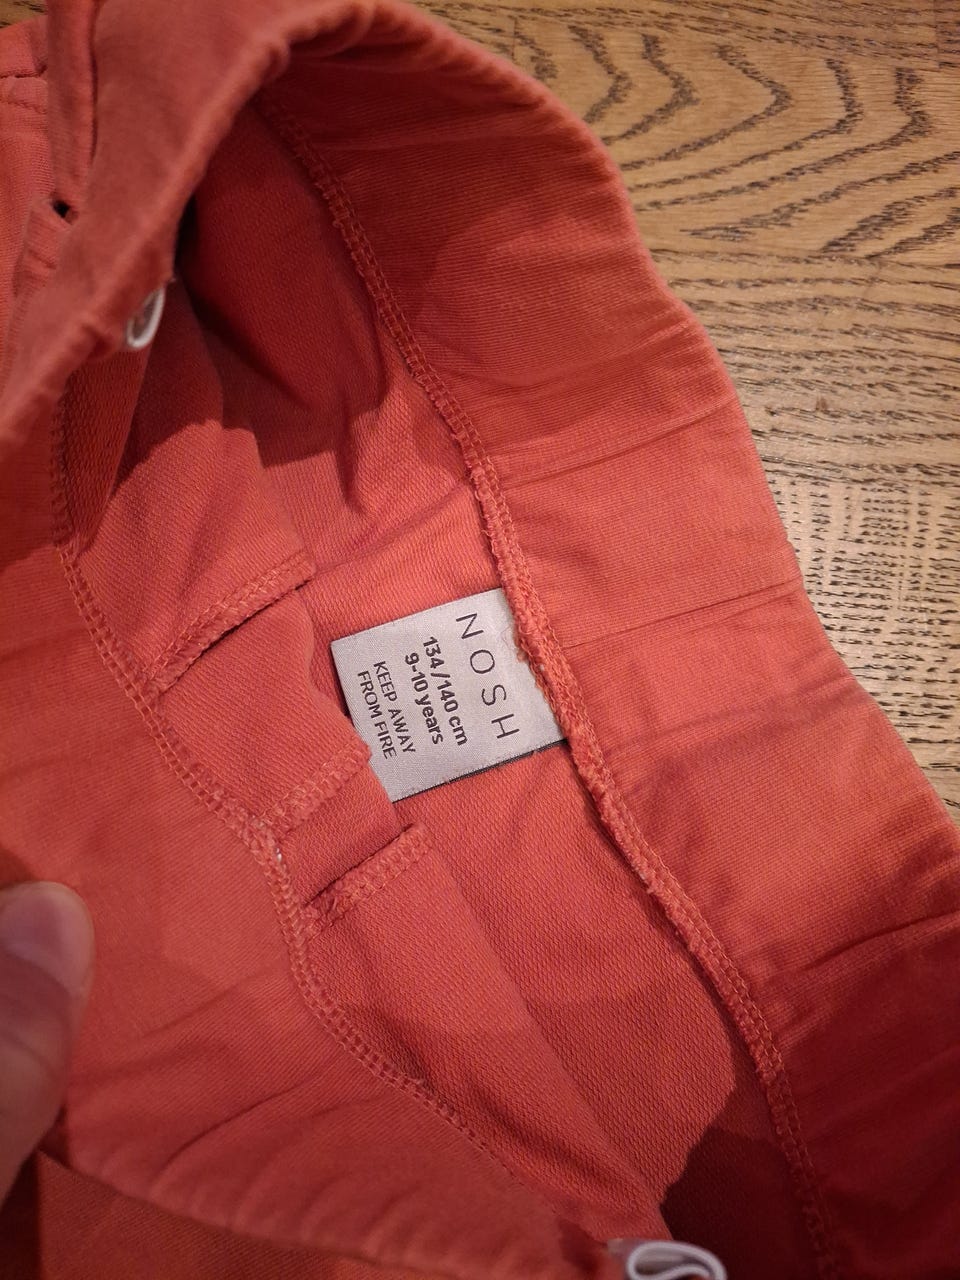 NOSH
134/140 cm
9-10 years
KEEP AWAY
FROM FIRE